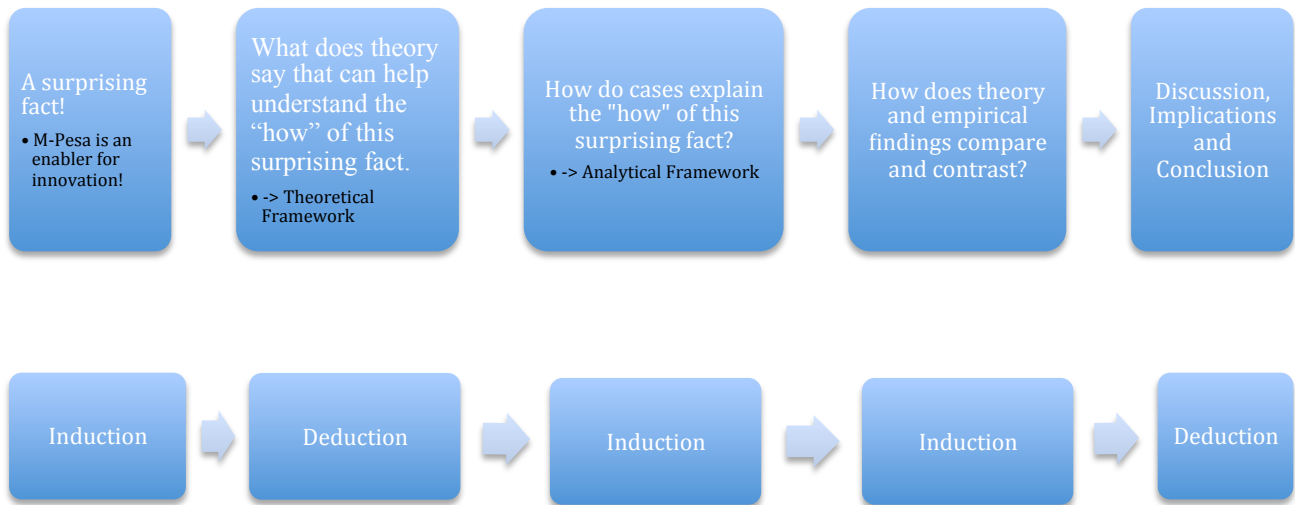 A surprising
fact!
• M-Pesa is an
enabler for
innovation!
What does theory
say that can help
understand the
“how” of this
surprising fact.
• -> Theoretical
Framework
How do cases explain
the "how" of this
surprising fact?
• -> Analytical Framework
How does theory
and empirical
findings compare
and contrast?
Discussion,
Implications
and
Conclusion
Induction
Deduction
Induction
Induction
Deduction